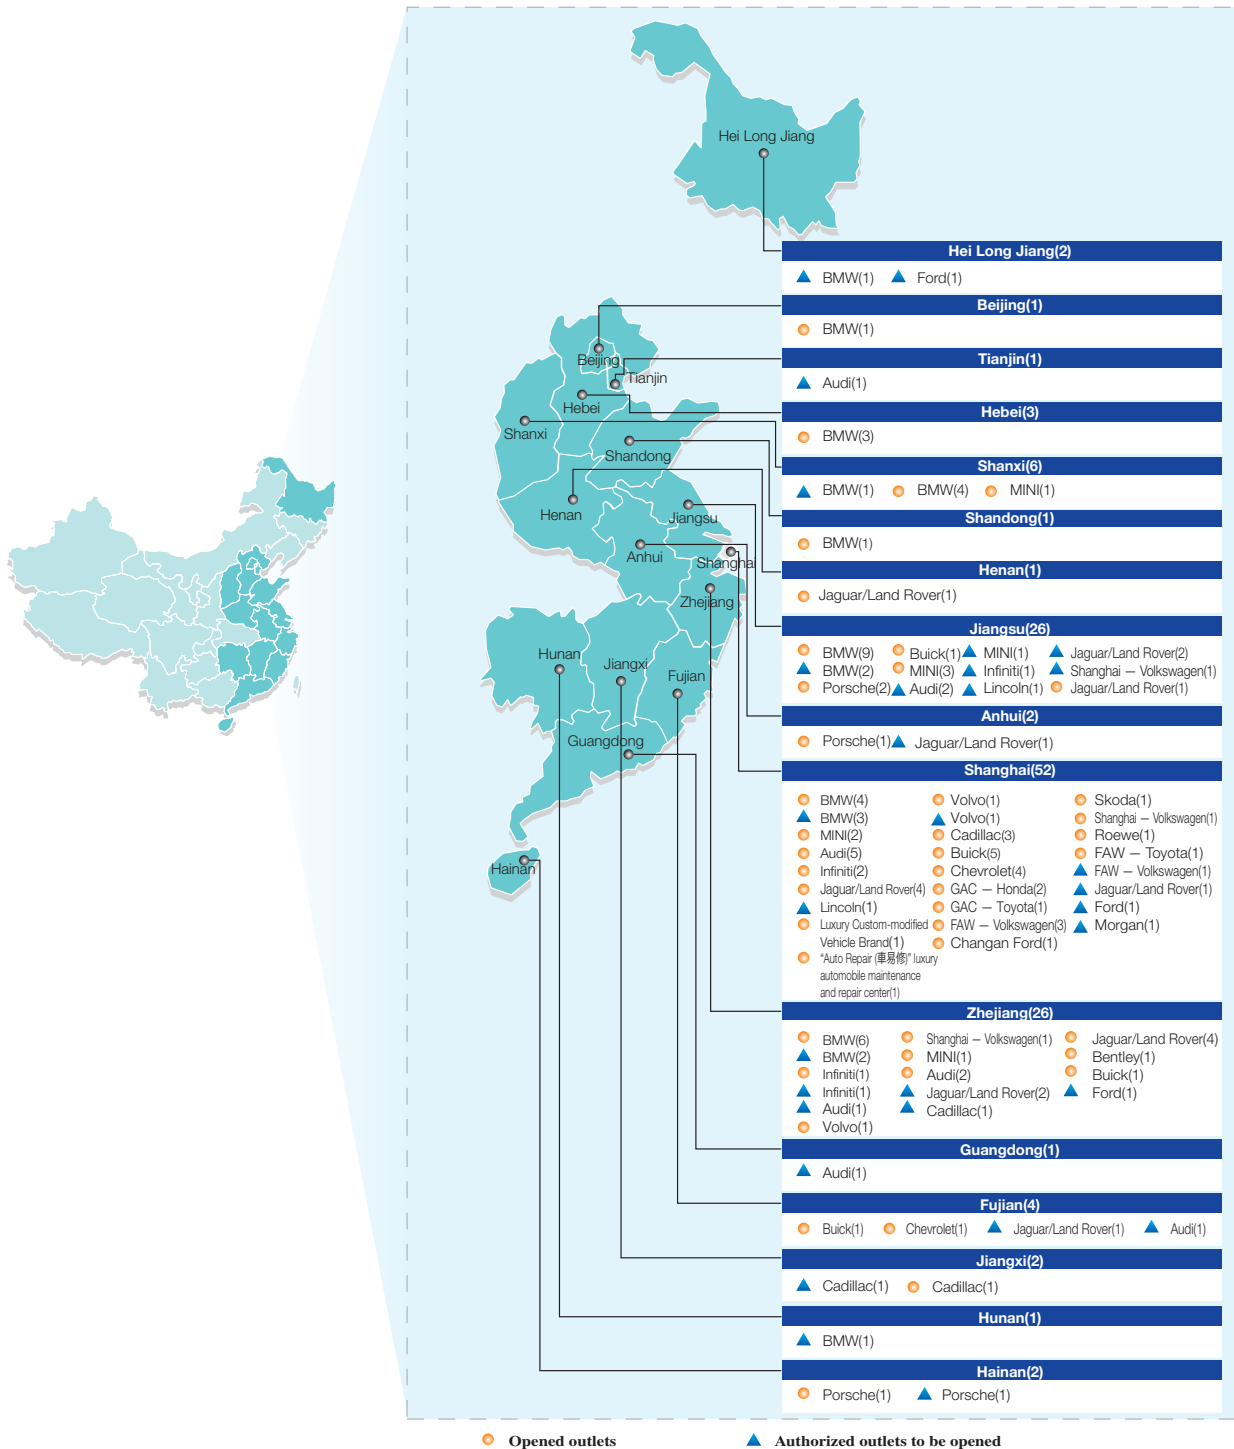 Hei Long Jiang
Hei Long Jiang(2)
BMW(1) Ford(1)
Beijing(1)
BMW(1)
Beijing
Tianjin(1)
Tianjin
Audi(1)
Hebei
Hebei(3)
Shanxi
BMW(3)
Shandong
Shanxi(6)
BMW(1) BMW(4) MINI(1)
Henan
Jiangsu
Shandong(1)
BMW(1)
Anhui
Shanghai
Henan(1)
Jaguar/Land Rover(1)
Zhejiang
Jiangsu(26)
BMW(9) Buick(1) MINI(1) Jaguar/Land Rover(2)
BMW(2) MINI(3) Infiniti(1) Shanghai – Volkswagen(1)
Porsche(2) Audi(2) Lincoln(1) Jaguar/Land Rover(1)
Hunan
Jiangxi
Fujian
Anhui(2)
Porsche(1) Jaguar/Land Rover(1)
Guangdong
Shanghai(52)
BMW(4) Volvo(1) Skoda(1)
BMW(3) Volvo(1) Shanghai – Volkswagen(1)
MINI(2) Cadillac(3) Roewe(1)
Audi(5) Buick(5) FAW – Toyota(1)
Infiniti(2) Chevrolet(4) FAW – Volkswagen(1)
Jaguar/Land Rover(4) GAC – Honda(2) Jaguar/Land Rover(1)
Lincoln(1) GAC – Toyota(1) Ford(1)
Luxury Custom-modified FAW – Volkswagen(3) Morgan(1)
Vehicle Brand(1) Changan Ford(1)
"Auto Repair (車易修)" luxury
automobile maintenance
and repair center(1)
Hainan
Zhejiang(26)
BMW(6) Shanghai – Volkswagen(1) Jaguar/Land Rover(4)
BMW(2) MINI(1) Bentley(1)
Infiniti(1) Audi(2) Buick(1)
Infiniti(1) Jaguar/Land Rover(2) Ford(1)
Audi(1) Cadillac(1)
Volvo(1)
Guangdong(1)
Audi(1)
Fujian(4)
Buick(1) Chevrolet(1) Jaguar/Land Rover(1) Audi(1)
Jiangxi(2)
Cadillac(1) Cadillac(1)
Hunan(1)
BMW(1)
Hainan(2)
Porsche(1) Porsche(1)
Opened outlets Authorized outlets to be opened